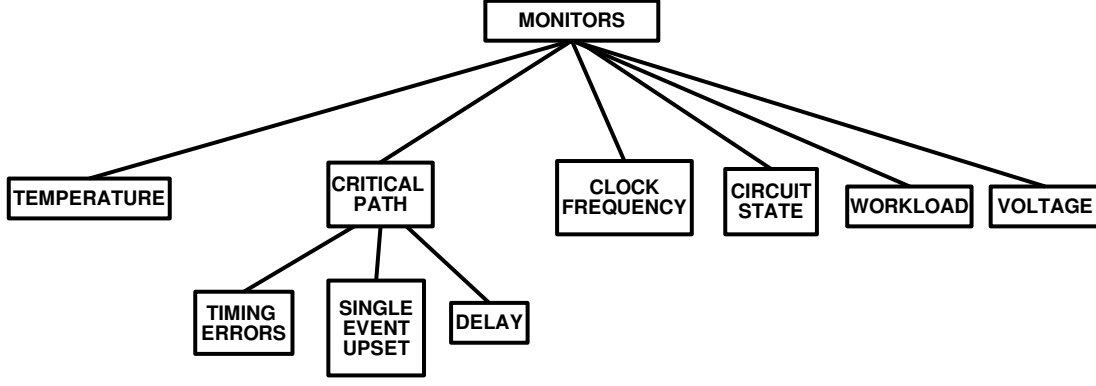 MONITORS
TEMPERATURE
CRITICAL
PATH
CLOCK
FREQUENCY
CIRCUIT
STATE
WORKLOAD
VOLTAGE
TIMING
ERRORS
SINGLE
EVENT
UPSET
DELAY